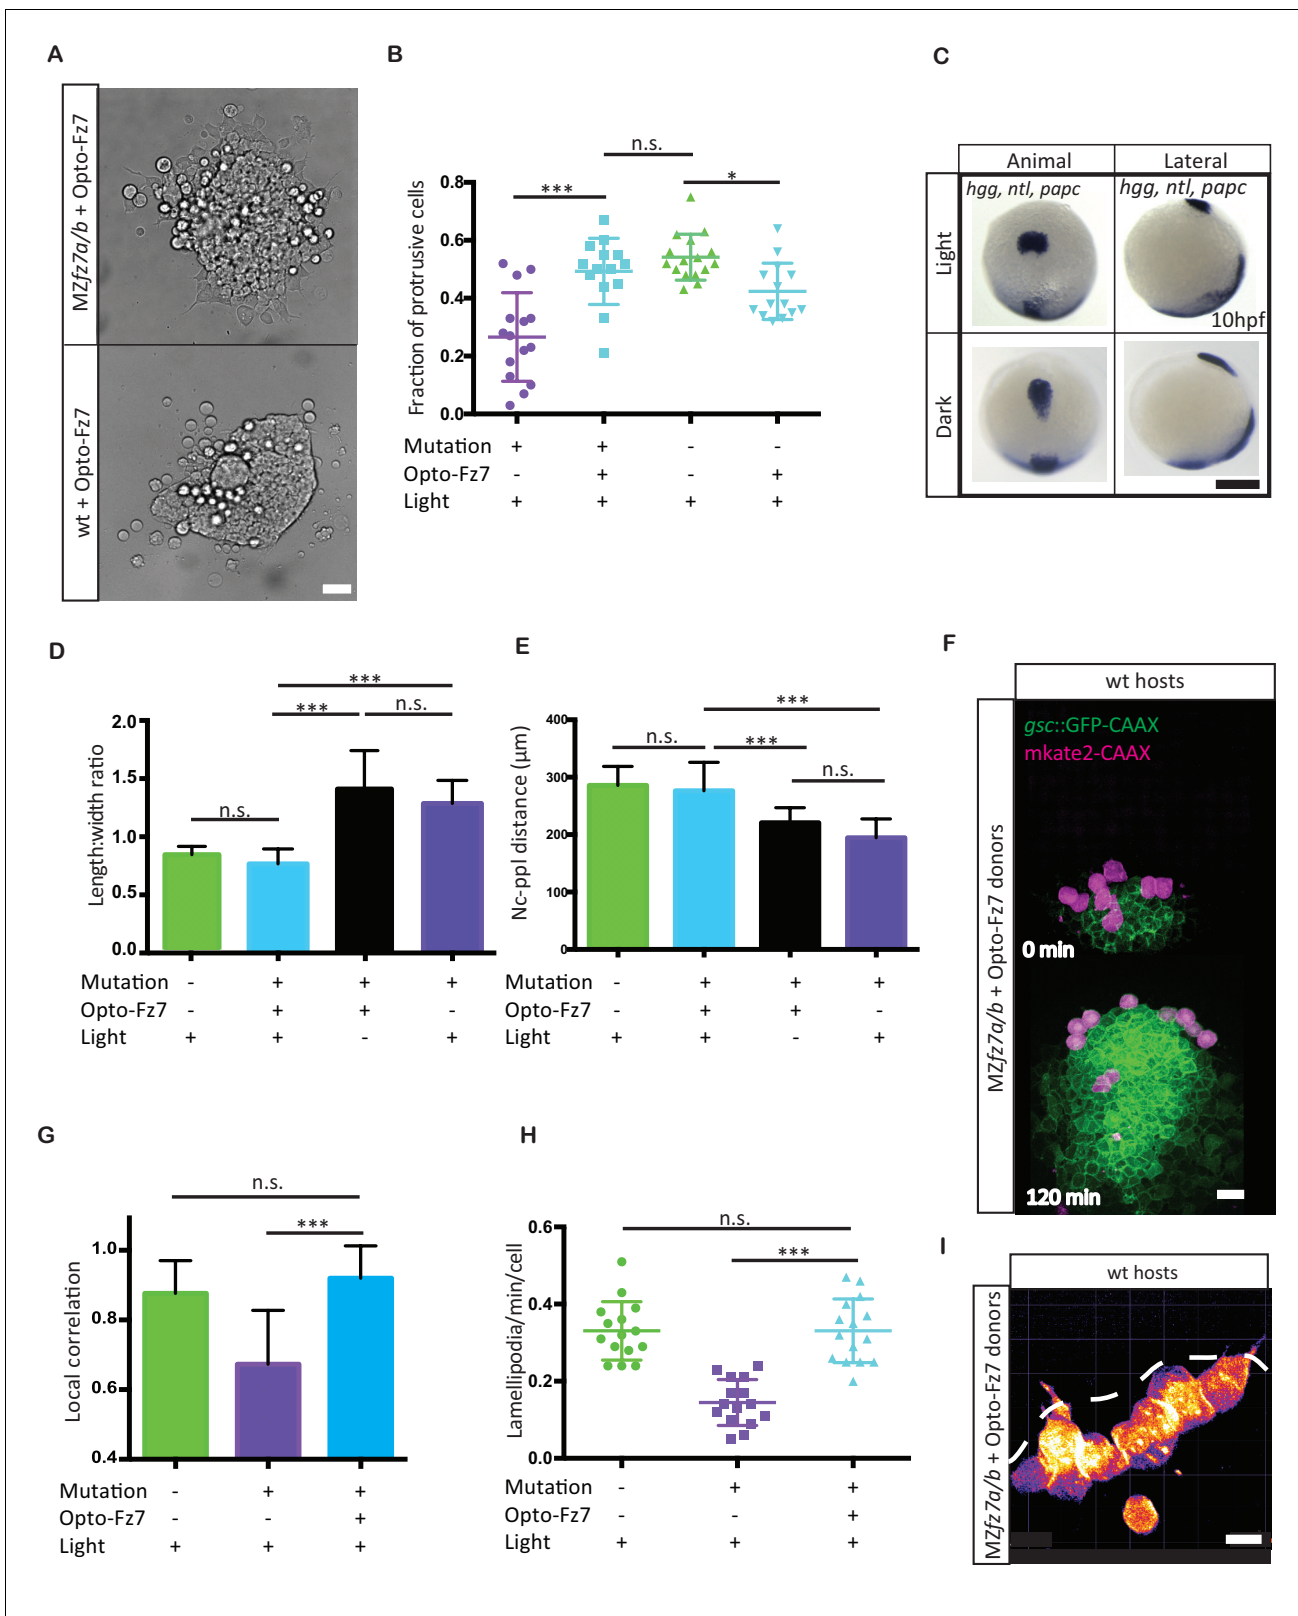 A
MZfz7a/b + Opto-Fz7
wt + Opto-Fz7
B
n.s.
***
*
Fraction of protrusive cells
0.8
0.6
0.4
0.2
0.0
Mutation + + - -
Opto-Fz7 - + - +
Light + + + +
C
Animal Lateral
Light
hgg, ntl, papc hgg, ntl, papc
10hpf
Dark
D
***
*** n.s.
n.s.
Length:width ratio
2.0
1.5
1.0
0.5
0.0
Mutation - + + +
Opto-Fz7 - + + -
Light + + - +
E
***
n.s. ***
n.s.
Nc-ppl distance (µm)
400
300
200
100
0
Mutation - + + +
Opto-Fz7 - + + -
Light + + - +
F
wt hosts
MZfz7a/b + Opto-Fz7 donors
gsc::GFP-CAAX
mkate2-CAAX
0 min
120 min
G
n.s.
***
Local correlation
1.0
0.8
0.6
0.4
Mutation - + +
Opto-Fz7 - - +
Light + + +
H
n.s.
***
Lamellipodia/min/cell
0.6
0.4
0.2
0.0
Mutation - + +
Opto-Fz7 - - +
Light + + +
I
wt hosts
MZfz7a/b + Opto-Fz7 donors